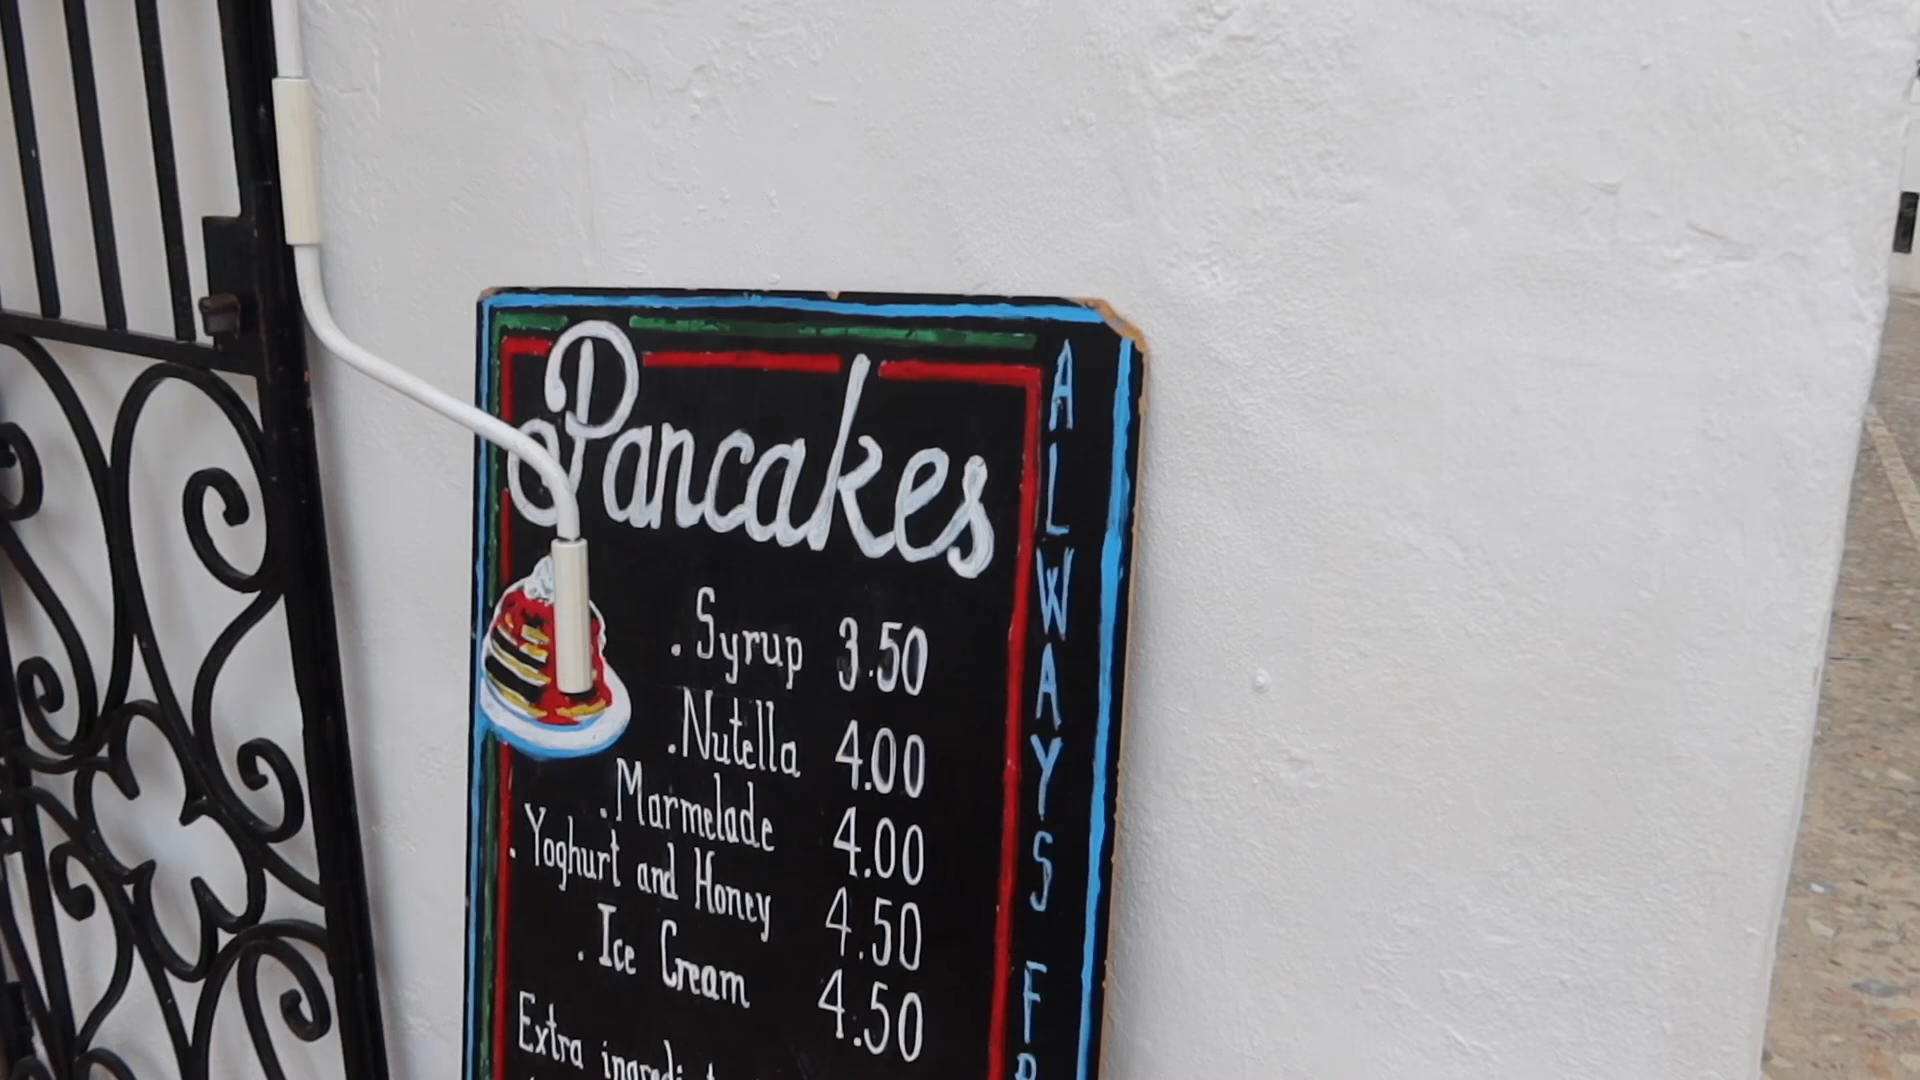 Pancakes
. Syrup 3.50
. Nutella 4.00
. Marmelade 4.00
. Yoghurt and Honey 4.50
. Ice Cream 4.50
Extra
ALWAYS